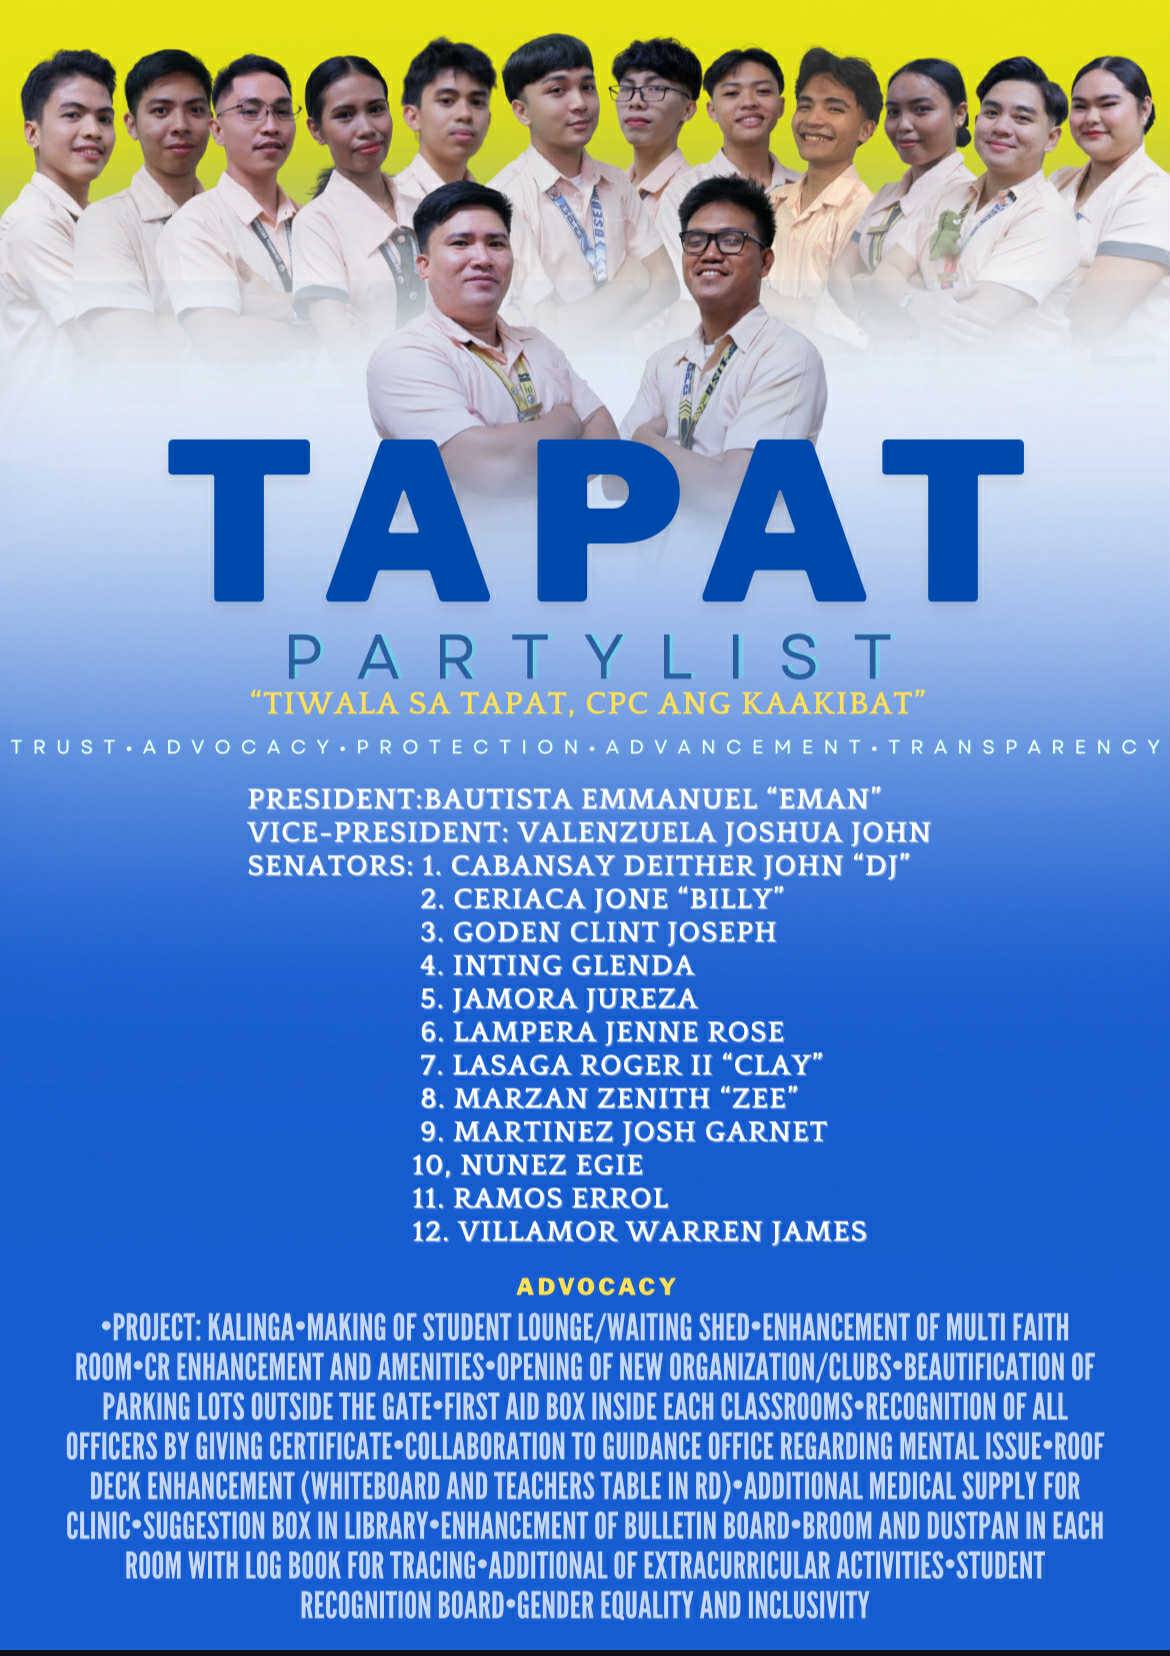 TAPAT
PARTYLIST
“TIWALA SA TAPAT, CPC ANG KAAKIBAT”
TRUST•ADVOCACY•PROTECTION•ADVANCEMENT•TRANSPARENCY
PRESIDENT:BAUTISTA EMMANUEL “EMAN”
VICE-PRESIDENT: VALENZUELA JOSHUA JOHN
SENATORS: 1. CABANSAY DEITHER JOHN “DJ”
2. CERIACA JONE “BILLY”
3. GODEN CLINT JOSEPH
4. INTING GLENDA
5. JAMORA JUREZA
6. LAMPERA JENNE ROSE
7. LASAGA ROGER II “CLAY”
8. MARZAN ZENITH “ZEE”
9. MARTINEZ JOSH GARNET
10, NUNEZ EGIE
11. RAMOS ERROL
12. VILLAMOR WARREN JAMES
ADVOCACY
•PROJECT: KALINGA•MAKING OF STUDENT LOUNGE/WAITING SHED•ENHANCEMENT OF MULTI FAITH
ROOM•CR ENHANCEMENT AND AMENITIES•OPENING OF NEW ORGANIZATION/CLUBS•BEAUTIFICATION OF
PARKING LOTS OUTSIDE THE GATE•FIRST AID BOX INSIDE EACH CLASSROOMS•RECOGNITION OF ALL
OFFICERS BY GIVING CERTIFICATE•COLLABORATION TO GUIDANCE OFFICE REGARDING MENTAL ISSUE•ROOF
DECK ENHANCEMENT (WHITEBOARD AND TEACHERS TABLE IN RD)•ADDITIONAL MEDICAL SUPPLY FOR
CLINIC•SUGGESTION BOX IN LIBRARY•ENHANCEMENT OF BULLETIN BOARD•BROOM AND DUSTPAN IN EACH
ROOM WITH LOG BOOK FOR TRACING•ADDITIONAL OF EXTRACURRICULAR ACTIVITIES•STUDENT
RECOGNITION BOARD•GENDER EQUALITY AND INCLUSIVITY